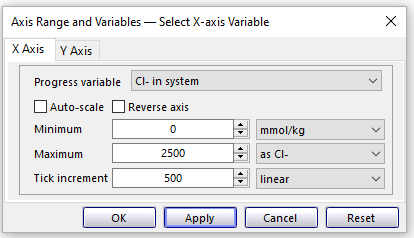 Axis Range and Variables — Select X-axis Variable
X Axis
Y Axis
Progress variable Cl- in system
Auto-scale Reverse axis
Minimum 0 mmol/kg
Maximum 2500 as Cl-
Tick increment 500 linear
OK Apply Cancel Reset